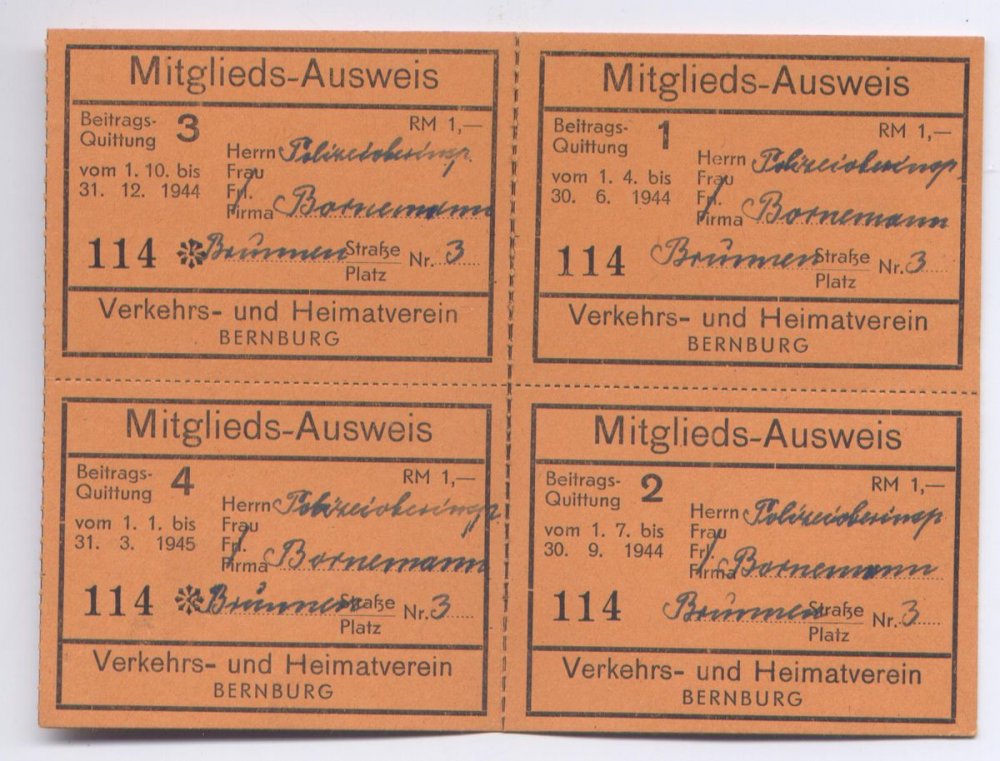 Mitglieds-Ausweis
Beitrags- 3 RM 1,—
Quittung
Herrn Polizeioberinsp.
vom 1. 10. bis Frau
31. 12. 1944 Frl.
Firma Bornemann
114 Brunnen Straße Nr. 3
Platz
Verkehrs- und Heimatverein
BERNBURG
Mitglieds-Ausweis
Beitrags- 1 RM 1,—
Quittung
Herrn Polizeioberinsp.
vom 1. 4. bis Frau
30. 6. 1944 Frl.
Firma Bornemann
114 Brunnen Straße Nr. 3
Platz
Verkehrs- und Heimatverein
BERNBURG
Mitglieds-Ausweis
Beitrags- 4 RM 1,—
Quittung
Herrn Polizeioberinsp
vom 1. 1. bis Frau
31. 3. 1945 Frl.
Firma Bornemann
114 Brunnen Straße Nr. 3
Platz
Verkehrs- und Heimatverein
BERNBURG
Mitglieds-Ausweis
Beitrags- 2 RM 1,—
Quittung
Herrn Polizeioberinsp
vom 1. 7. bis Frau
30. 9. 1944 Frl.
Firma Bornemann
114 Brunnen Straße Nr. 3
Platz
Verkehrs- und Heimatverein
BERNBURG